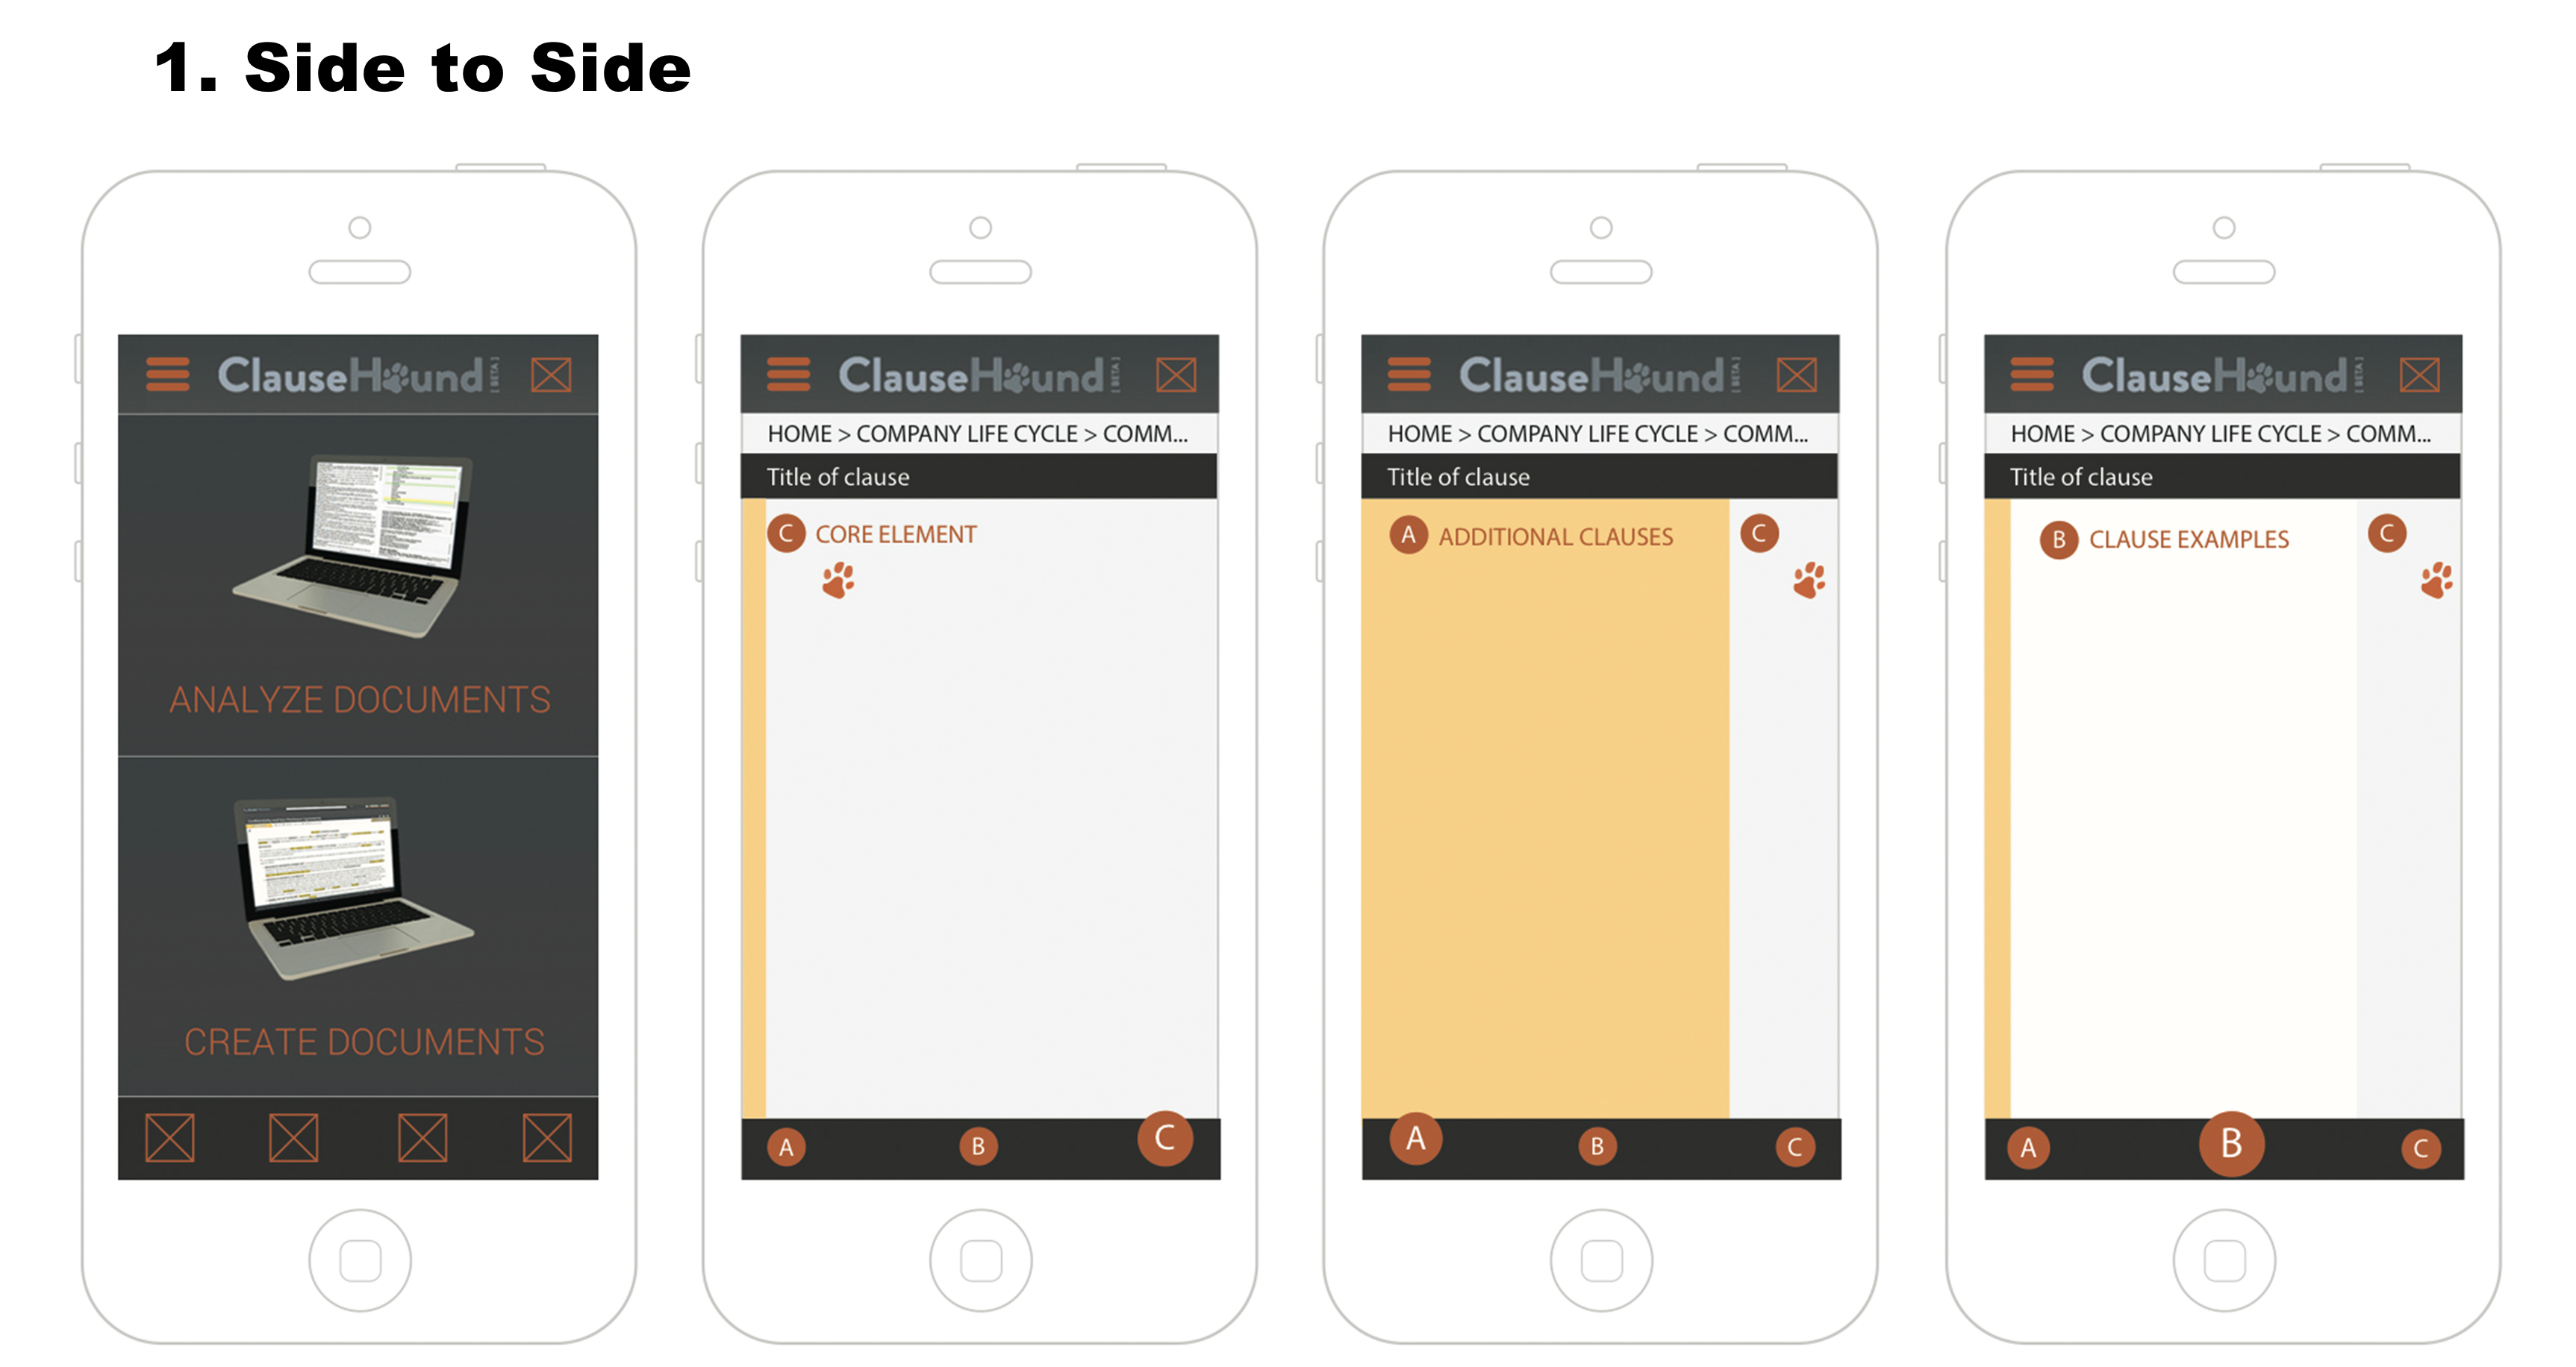 1. Side to Side
ClauseHound [BETA]
ANALYZE DOCUMENTS
CREATE DOCUMENTS
ClauseHound [BETA]
HOME > COMPANY LIFE CYCLE > COMM...
Title of clause
C CORE ELEMENT
A B C
ClauseHound [BETA]
HOME > COMPANY LIFE CYCLE > COMM...
Title of clause
A ADDITIONAL CLAUSES C
A B C
ClauseHound [BETA]
HOME > COMPANY LIFE CYCLE > COMM...
Title of clause
B CLAUSE EXAMPLES C
A B C